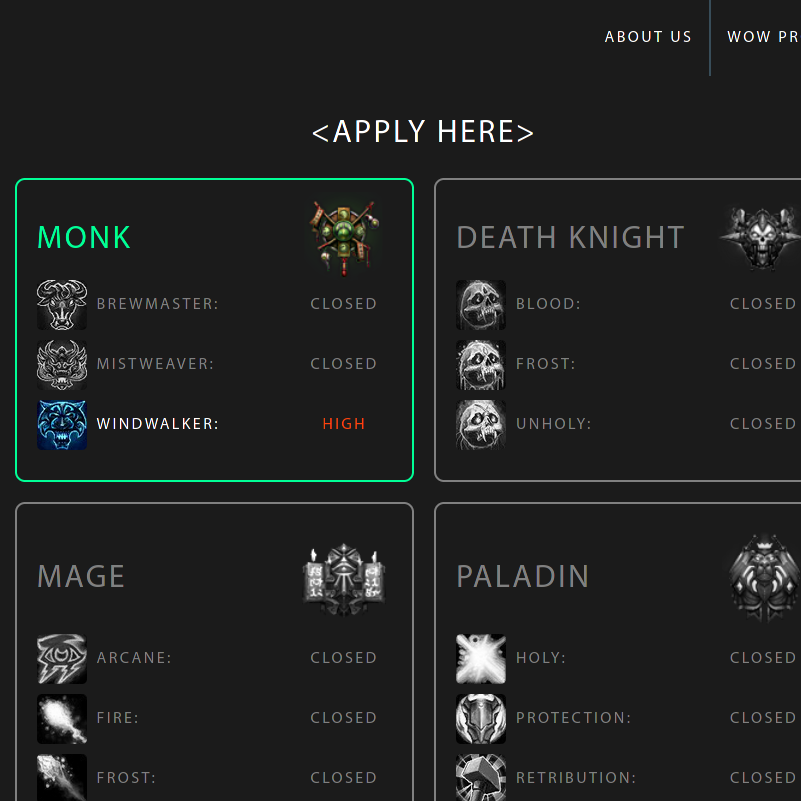 ABOUT US
WOW PR
<APPLY HERE>
MONK
BREWMASTER: CLOSED
MISTWEAVER: CLOSED
WINDWALKER: HIGH
DEATH KNIGHT
BLOOD: CLOSED
FROST: CLOSED
UNHOLY: CLOSED
MAGE
ARCANE: CLOSED
FIRE: CLOSED
FROST: CLOSED
PALADIN
HOLY: CLOSED
PROTECTION: CLOSED
RETRIBUTION: CLOSED